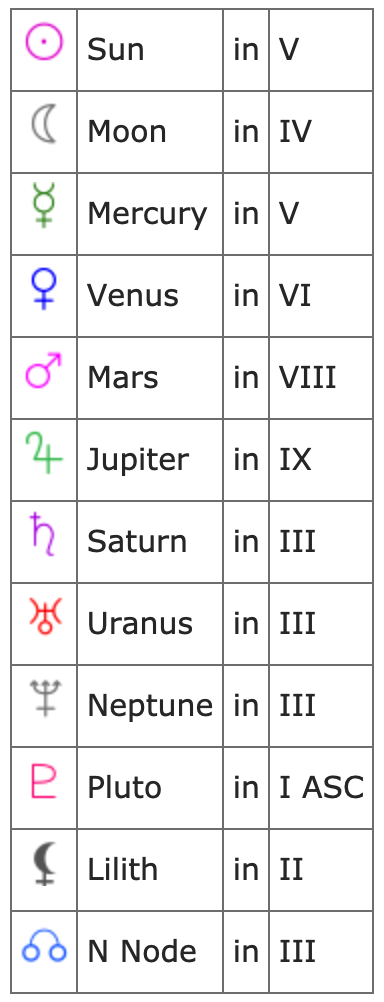 Sun in V
Moon in IV
Mercury in V
Venus in VI
Mars in VIII
Jupiter in IX
Saturn in III
Uranus in III
Neptune in III
Pluto in I ASC
Lilith in II
N Node in III